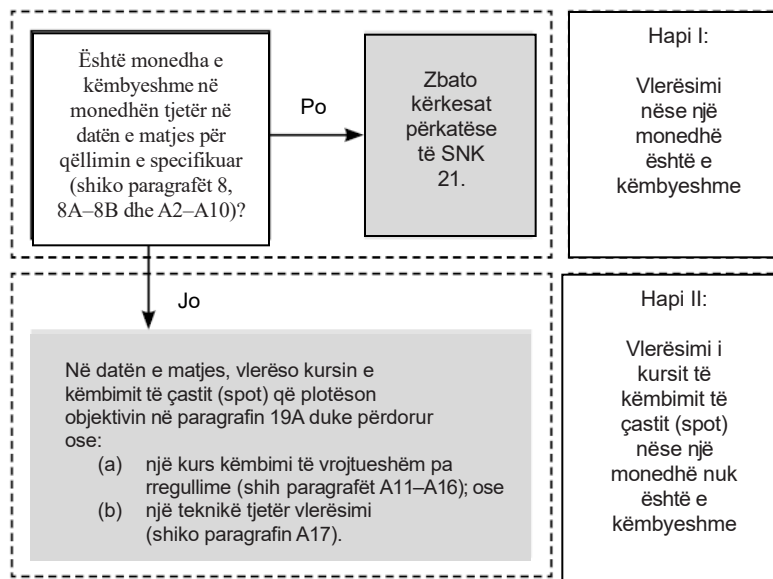 Është monedha e
këmbyeshme në
monedhën tjetër në
datën e matjes për
qëllimin e specifikuar
(shiko paragrafët 8,
8A–8B dhe A2–A10)?
Po
Zbato
kërkesat
përkatëse
të SNK
21.
Hapi I:
Vlerësimi
nëse një
monedhë
është e
këmbyeshme
Jo
Në datën e matjes, vlerëso kursin e
këmbimit të çastit (spot) që plotëson
objektivin në paragrafin 19A duke përdorur
ose:
(a) një kurs këmbimi të vrojtueshëm pa
rregullime (shih paragrafët A11–A16); ose
(b) një teknikë tjetër vlerësimi
(shiko paragrafin A17).
Hapi II:
Vlerësimi i
kursit të
këmbimit të
çastit (spot)
nëse një
monedhë nuk
është e
këmbyeshme